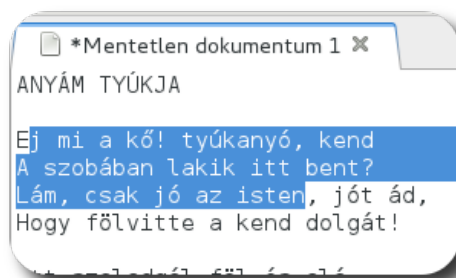 *Mentetlen dokumentum 1
ANYÁM TYÚKJA
Ej mi a kő! tyúkanyó, kend
A szobában lakik itt bent?
Lám, csak jó az isten, jót ád,
Hogy fölvitte a kend dolgát!